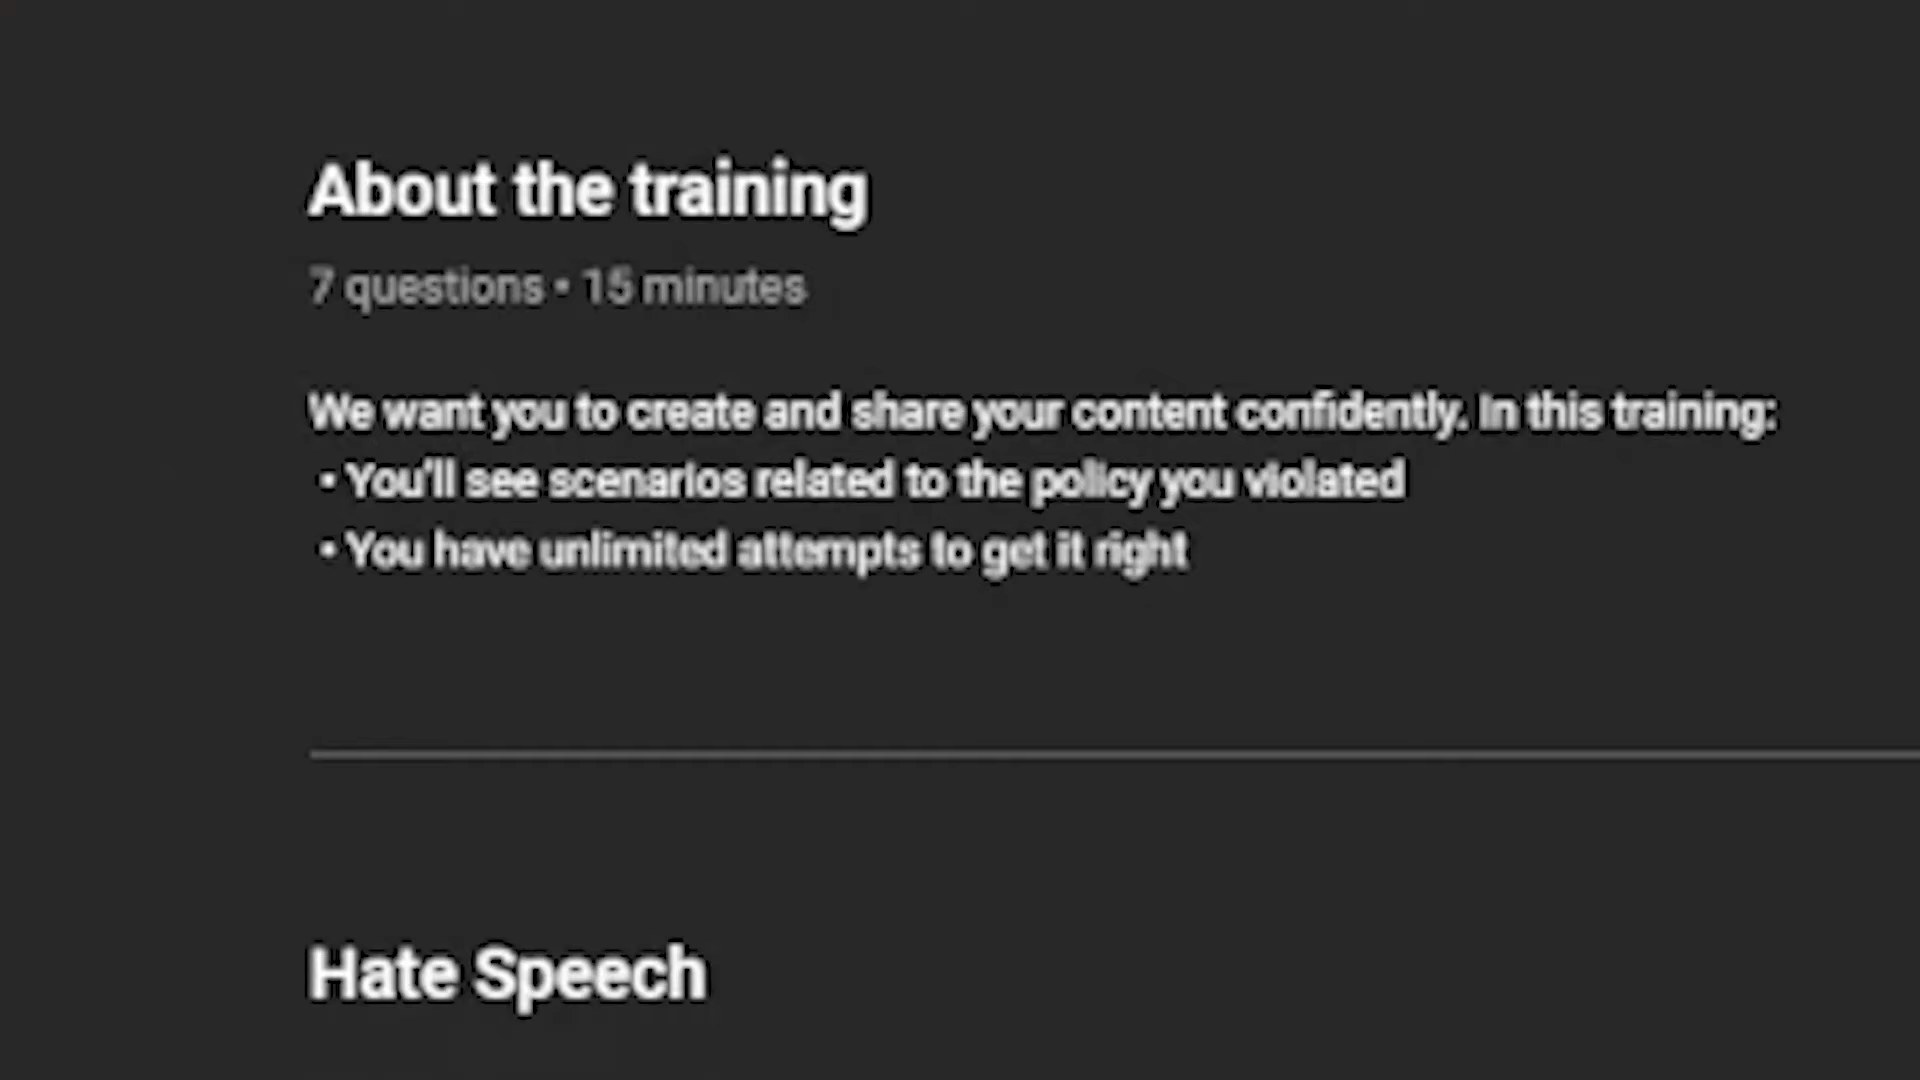 About the training
7 questions • 15 minutes
We want you to create and share your content confidently. In this training:
• You'll see scenarios related to the policy you violated
• You have unlimited attempts to get it right
Hate Speech